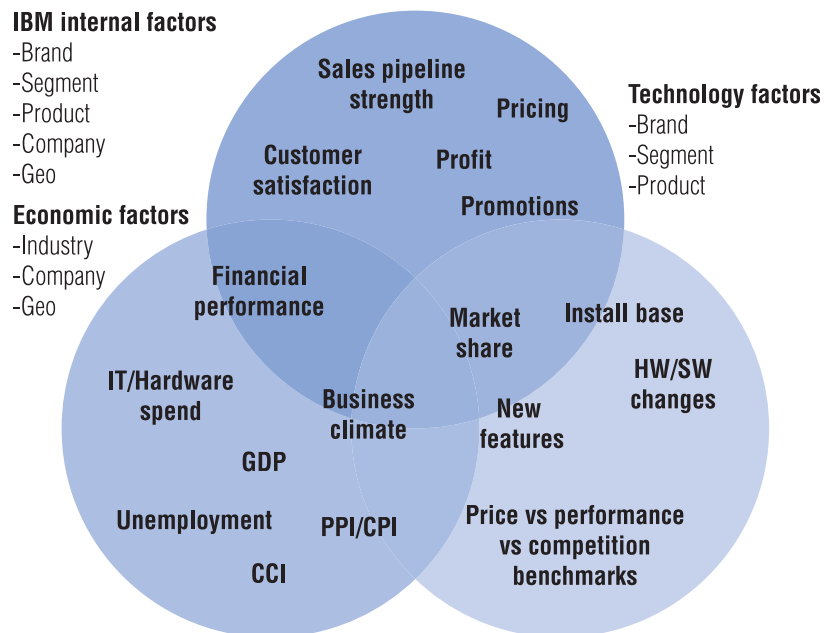 IBM internal factors
-Brand
-Segment
-Product
-Company
-Geo
Economic factors
-Industry
-Company
-Geo
Technology factors
-Brand
-Segment
-Product
Sales pipeline
strength
Pricing
Customer
satisfaction
Profit
Promotions
Financial
performance
Market
share
Install base
IT/Hardware
spend
HW/SW
changes
Business
climate
New
features
GDP
Unemployment
PPI/CPI
CCI
Price vs performance
vs competition
benchmarks